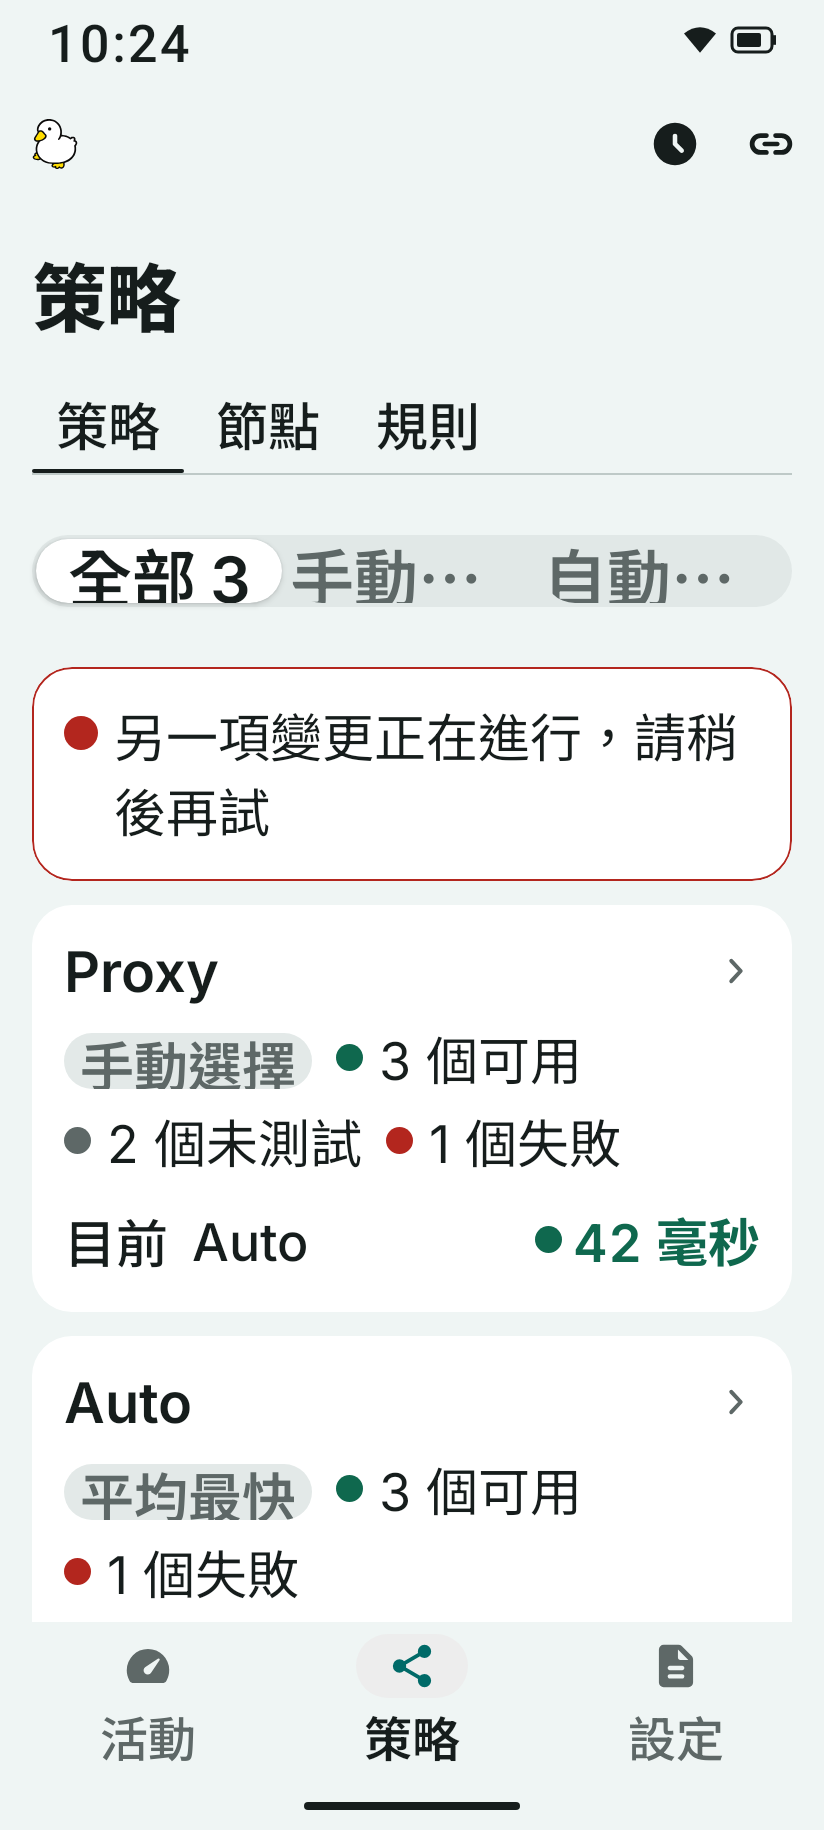 10:24
策略
策略 節點 規則
全部 3 手動… 自動…
另一項變更正在進行，請稍
後再試
Proxy
手動選擇 3 個可用
2 個未測試 1 個失敗
目前 Auto 42 毫秒
Auto
平均最快 3 個可用
1 個失敗
活動 策略 設定